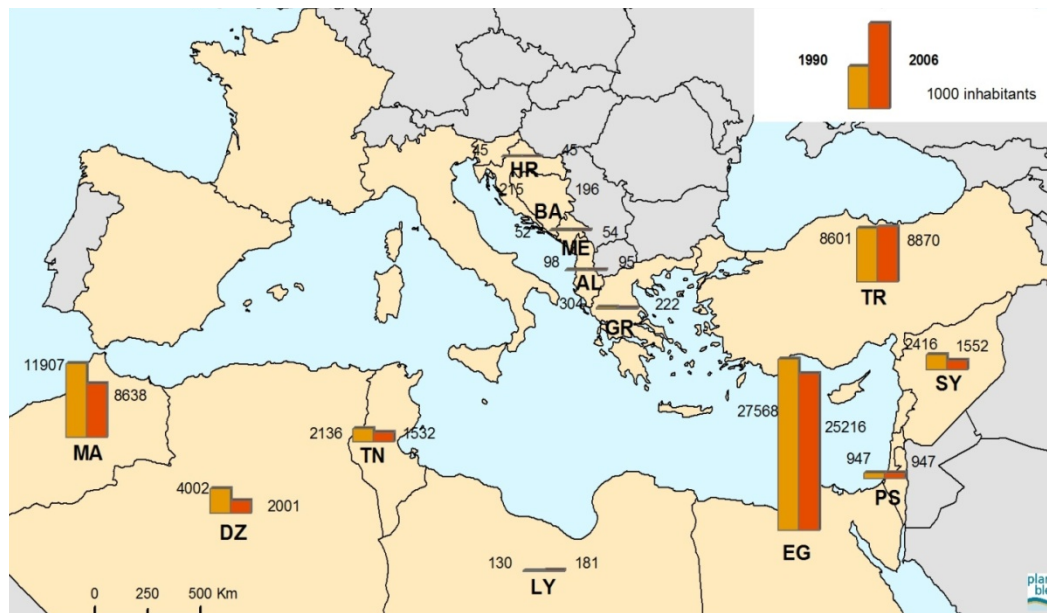 1990 2006
1000 inhabitants
45 45
HR
215 196
BA
52 54
ME
98 95
AL
304 222
GR
8601 8870
TR
2416 1552
SY
11907
8638
MA
2136 1532
TN
27568
25216
EG
947 947
PS
4002
2001
DZ
130 181
LY
0 250 500 Km
plan
ble